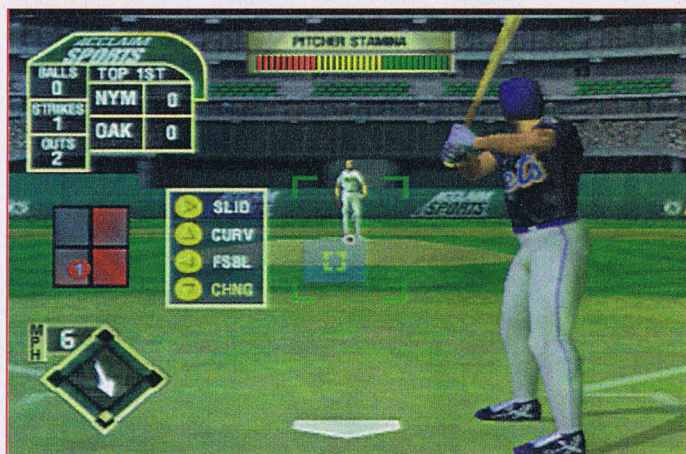 ACCLAIM
SPORTS
BALLS
0
TOP 1ST
STRIKES
1
NYM 0
OUTS
2
OAK 0
PITCHER STAMINA
SLID
CURV
FSBL
CHNG
ACCLAIM
SPORTS
ets
1
MPH 6